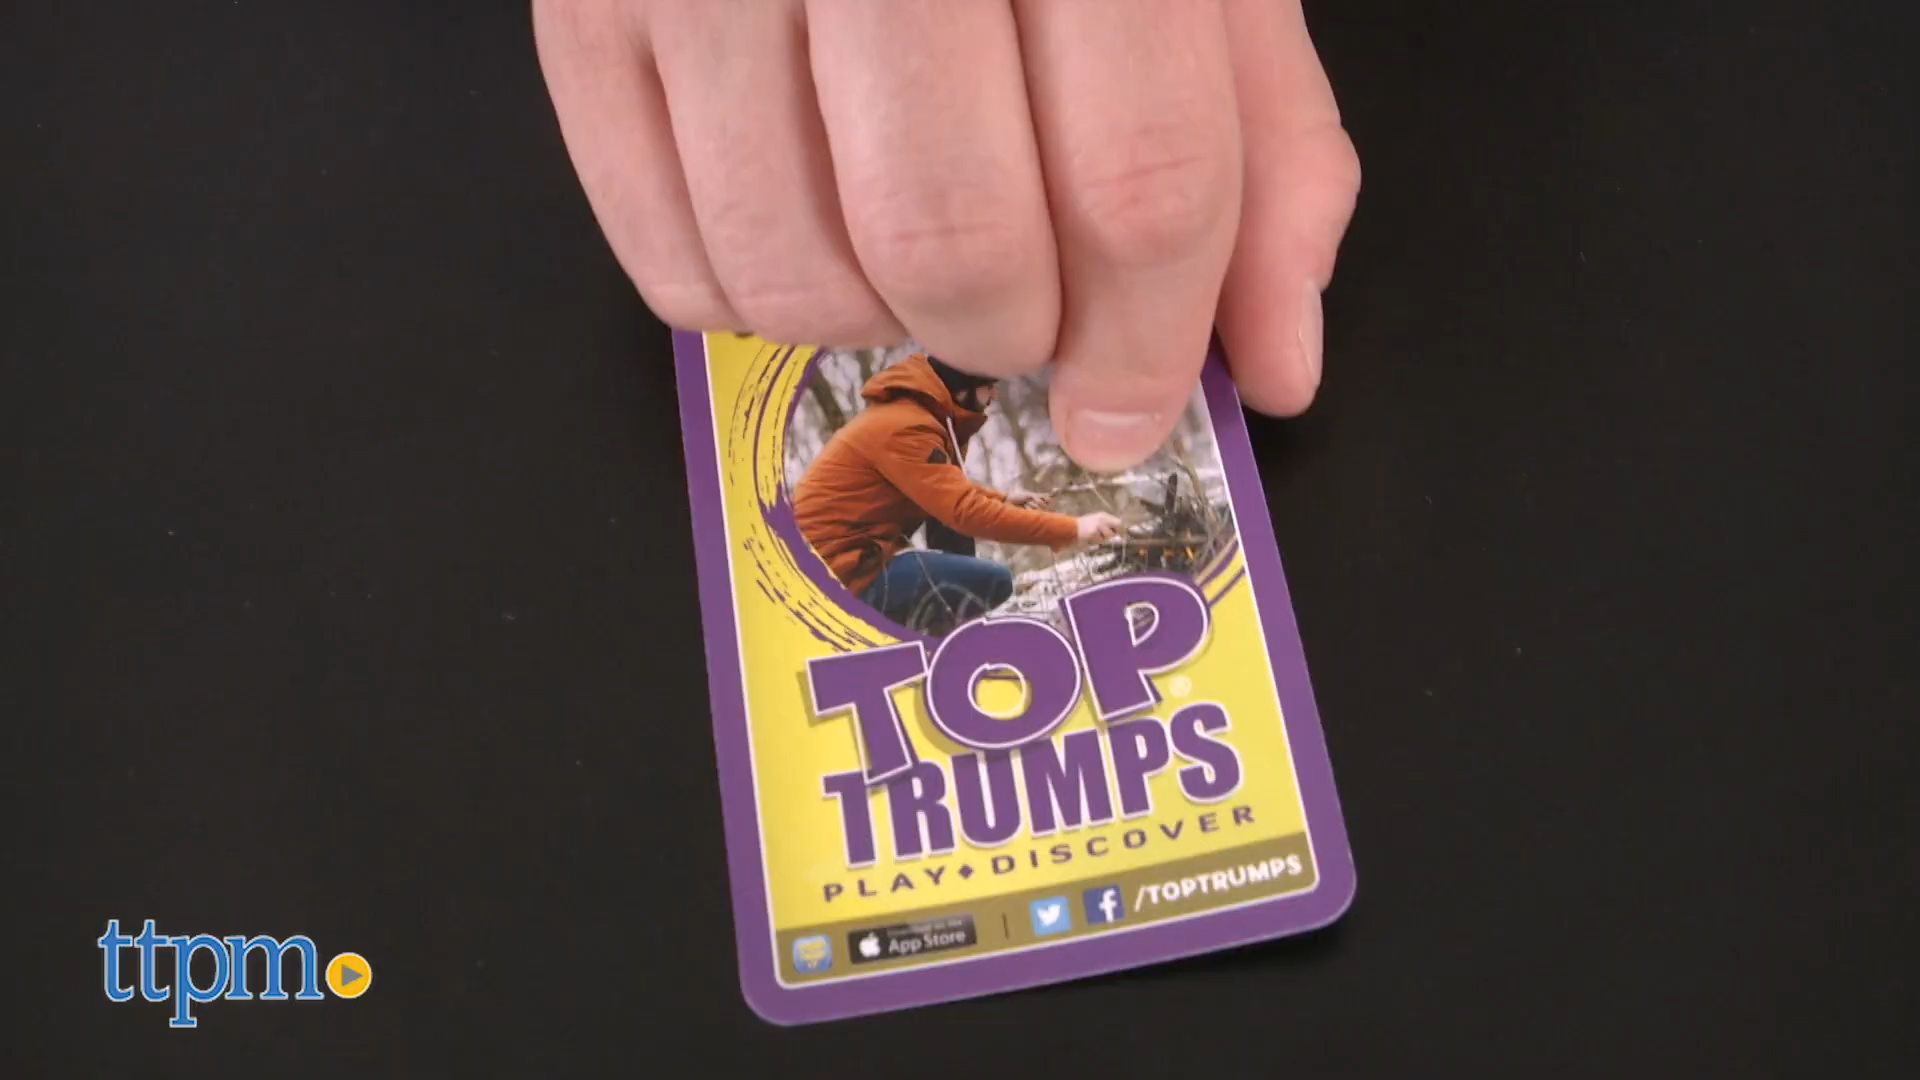 TOP
TRUMPS
PLAY◆DISCOVER
App Store | /TOPTRUMPS
ttpm